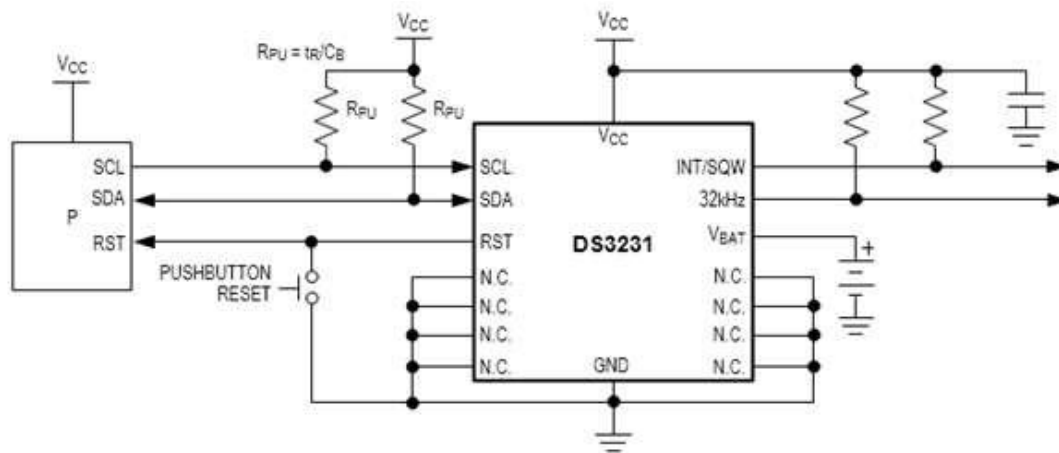 VCC
VCC
VCC
RPU = tR/CB
RPU
RPU
VCC
SCL
SCL
INT/SQW
SDA
SDA
32kHz
P
RST
RST
DS3231
VBAT
+
PUSHBUTTON
RESET
N.C.
N.C.
N.C.
N.C.
N.C.
N.C.
N.C.
N.C.
GND